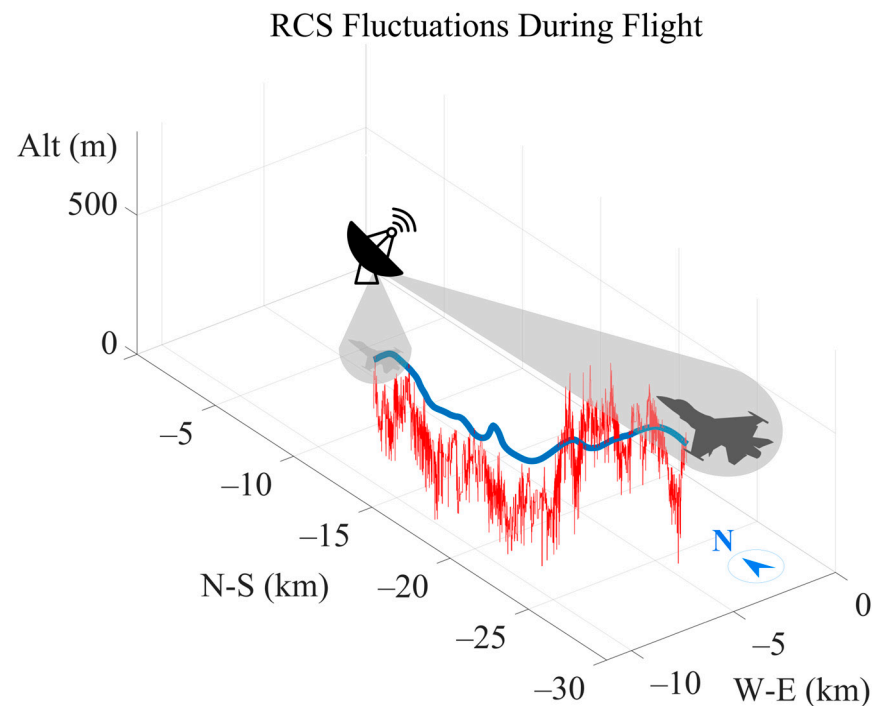 RCS Fluctuations During Flight
Alt (m)
500
0
–5
–10
–15
–20
–25
–30
N-S (km)
N
0
–5
–10
W-E (km)